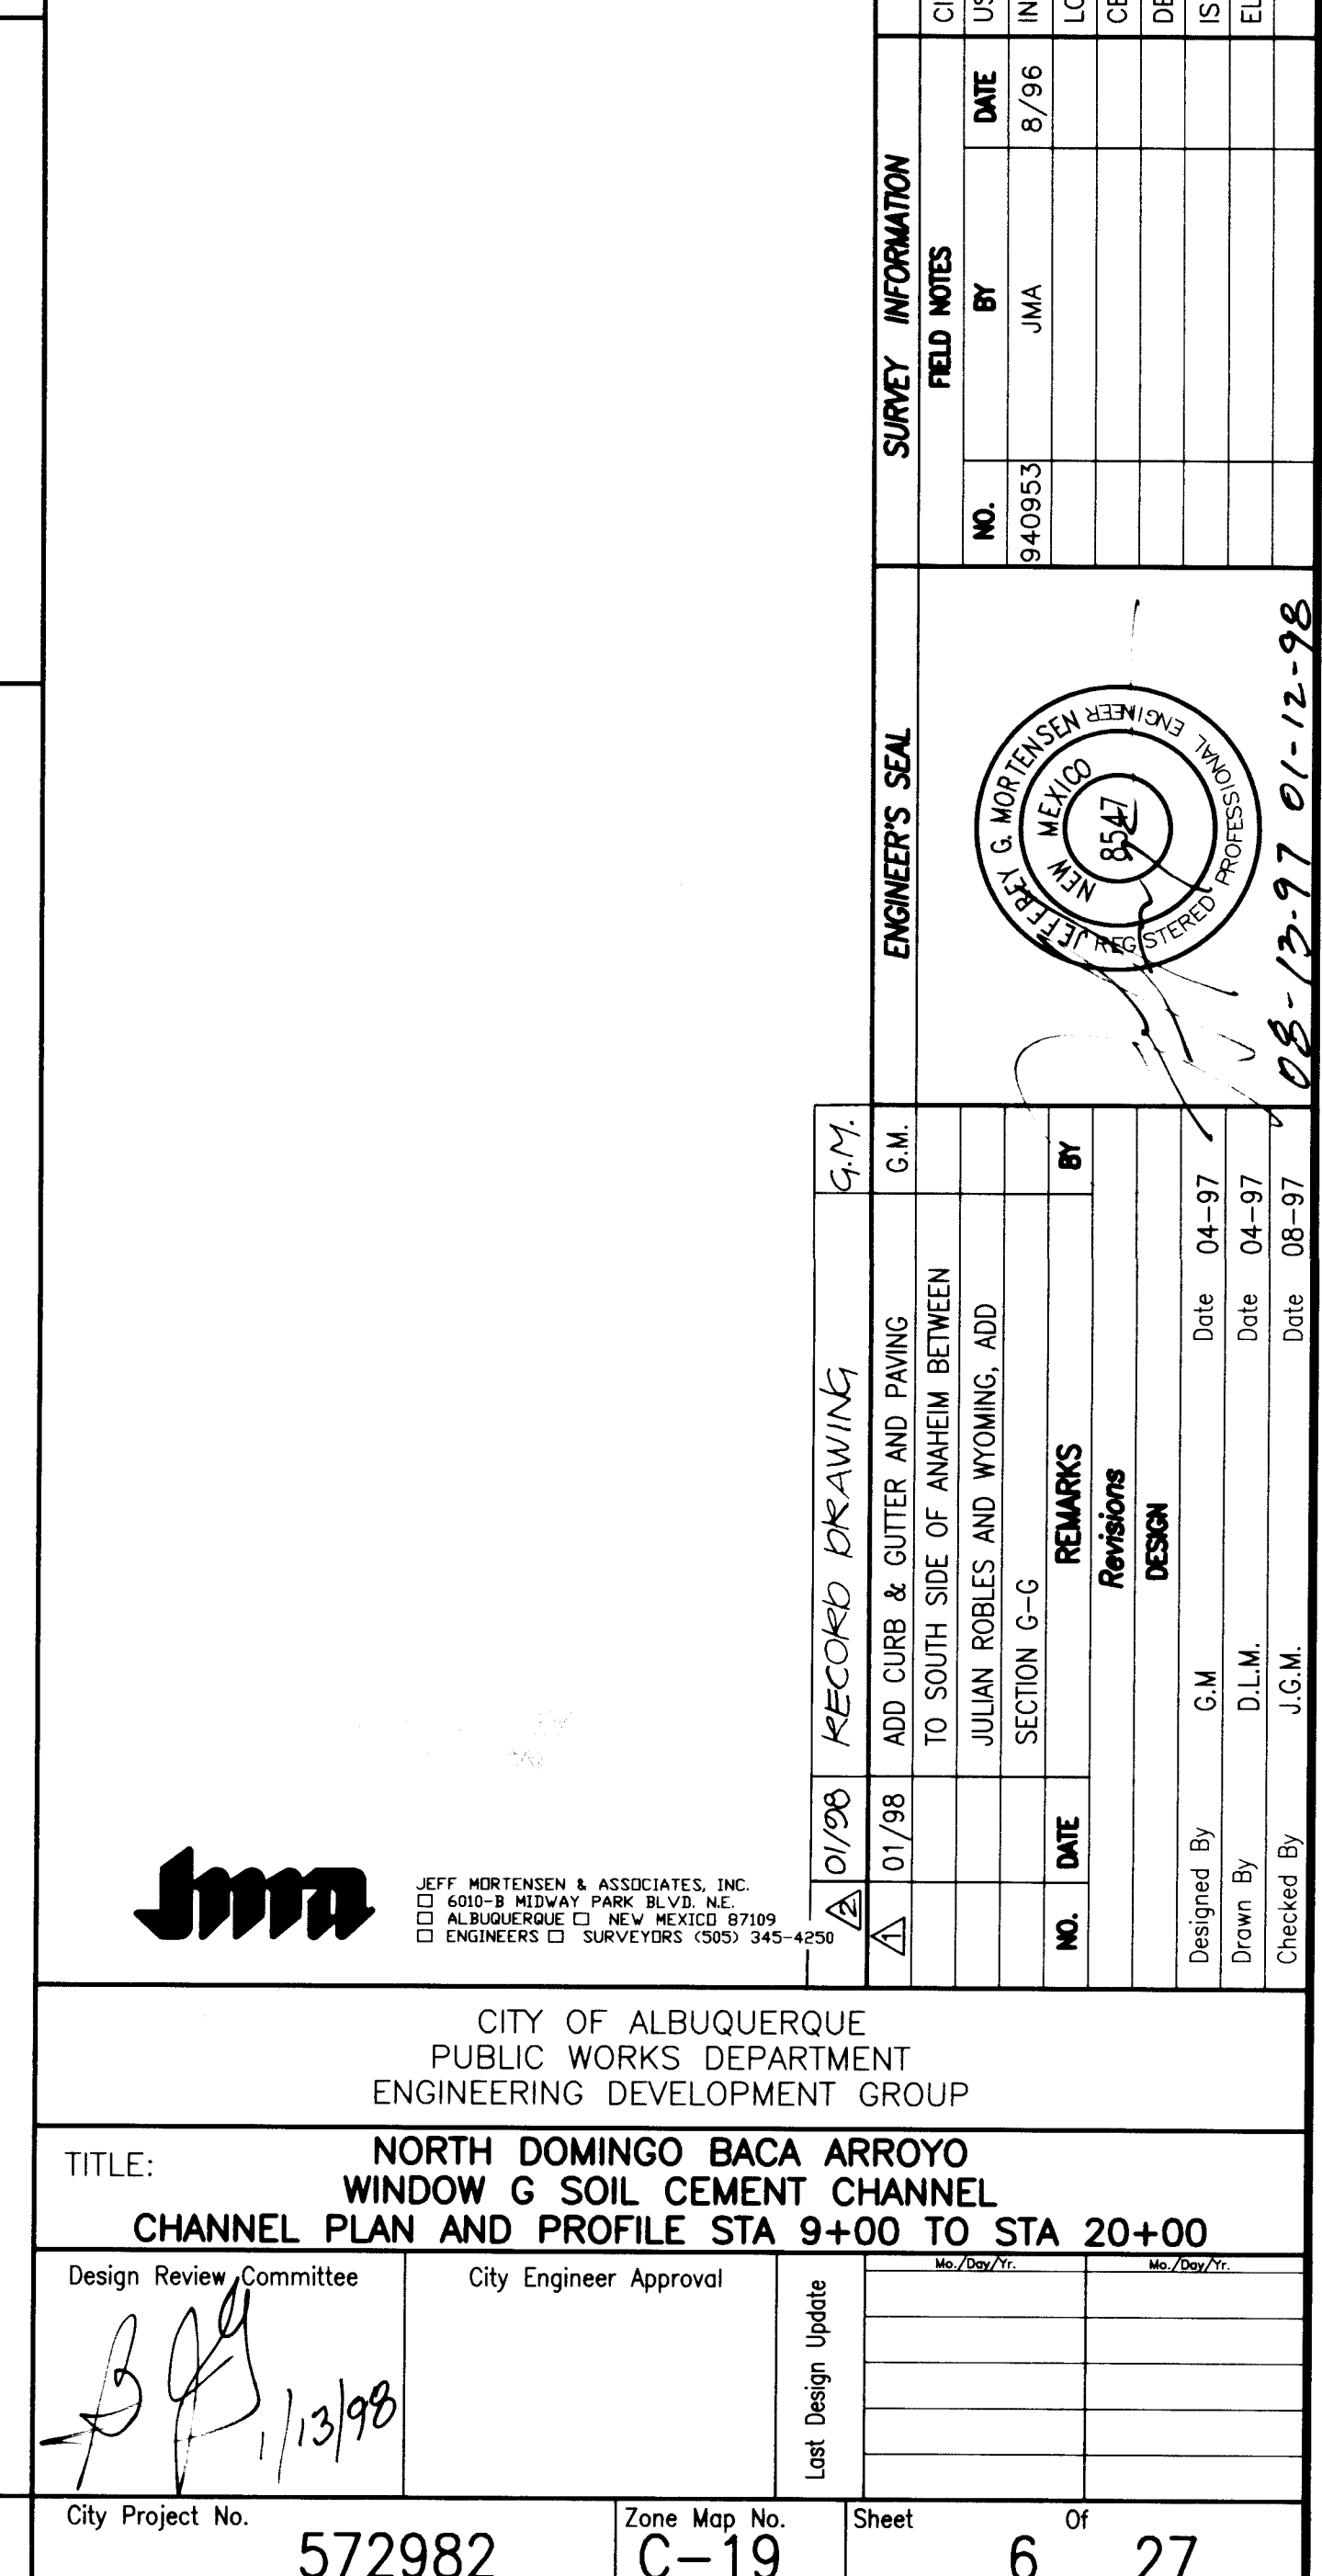 SURVEY INFORMATION
FIELD NOTES
NO. BY DATE
940953 JMA 8/96
ENGINEER'S SEAL
JEFFREY G. MORTENSEN
NEW MEXICO
8547
REGISTERED PROFESSIONAL ENGINEER
08-13-97 01-12-98
2 01/98 RECORD DRAWING G.M.
1 01/98 ADD CURB & GUTTER AND PAVING G.M.
TO SOUTH SIDE OF ANAHEIM BETWEEN
JULIAN ROBLES AND WYOMING, ADD
SECTION G-G
NO. DATE REMARKS BY
Revisions
DESIGN
Designed By G.M Date 04-97
Drawn By D.L.M. Date 04-97
Checked By J.G.M. Date 08-97
jma
JEFF MORTENSEN & ASSOCIATES, INC.
☐ 6010-B MIDWAY PARK BLVD. N.E.
☐ ALBUQUERQUE ☐ NEW MEXICO 87109
☐ ENGINEERS ☐ SURVEYORS (505) 345-4250
CITY OF ALBUQUERQUE
PUBLIC WORKS DEPARTMENT
ENGINEERING DEVELOPMENT GROUP
TITLE: NORTH DOMINGO BACA ARROYO
WINDOW G SOIL CEMENT CHANNEL
CHANNEL PLAN AND PROFILE STA 9+00 TO STA 20+00
Design Review Committee
1/13/98
City Engineer Approval
Last Design Update
Mo./Day/Yr. Mo./Day/Yr.
City Project No.
572982
Zone Map No.
C-19
Sheet Of
6 27